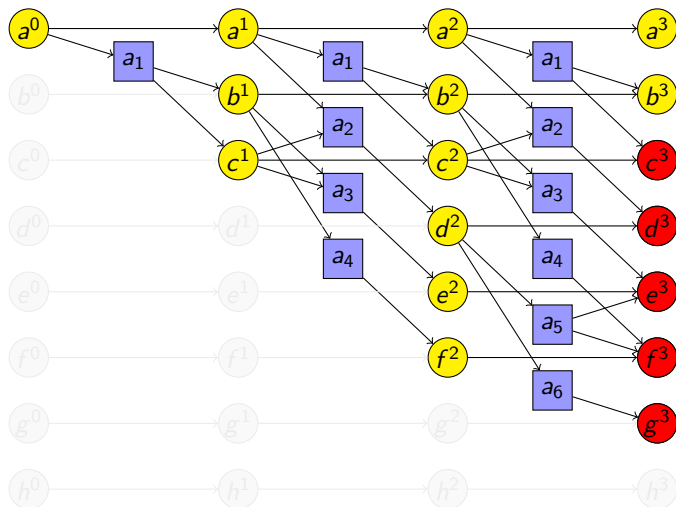 a⁰ a¹ a² a³
a₁ a₁ a₁
b⁰ b¹ b² b³
a₂ a₂
c⁰ c¹ c² c³
a₃ a₃
d⁰ d¹ d² d³
a₄ a₄
e⁰ e¹ e² e³
a₅
f⁰ f¹ f² f³
a₆
g⁰ g¹ g² g³
h⁰ h¹ h² h³